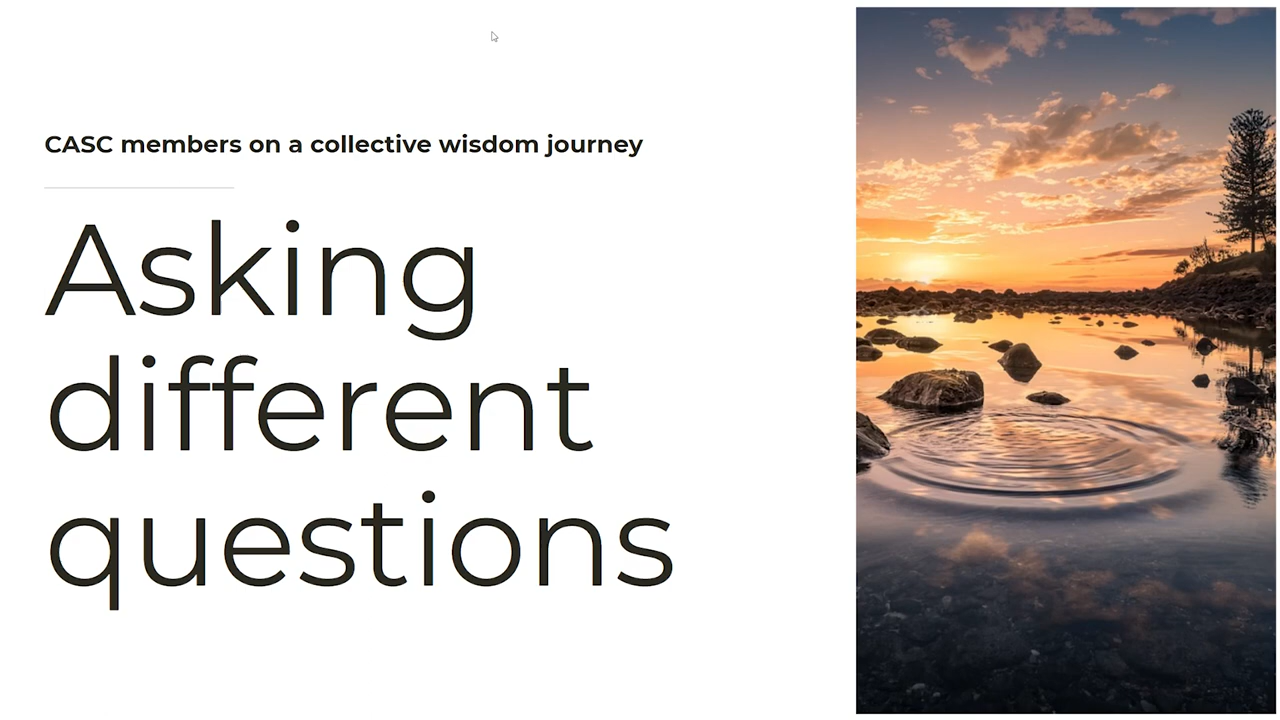 CASC members on a collective wisdom journey
Asking
different
questions